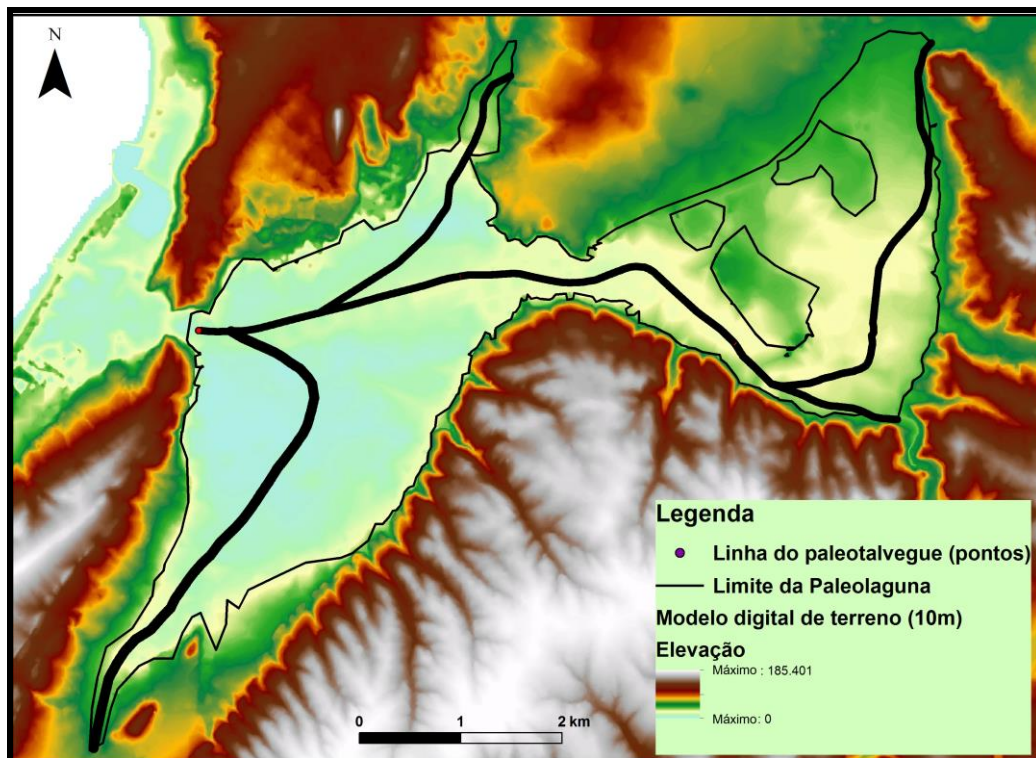 N
Legenda
Linha do paleotalvegue (pontos)
Limite da Paleolaguna
Modelo digital de terreno (10m)
Elevação
Máximo : 185.401
Máximo: 0
0 1 2 km